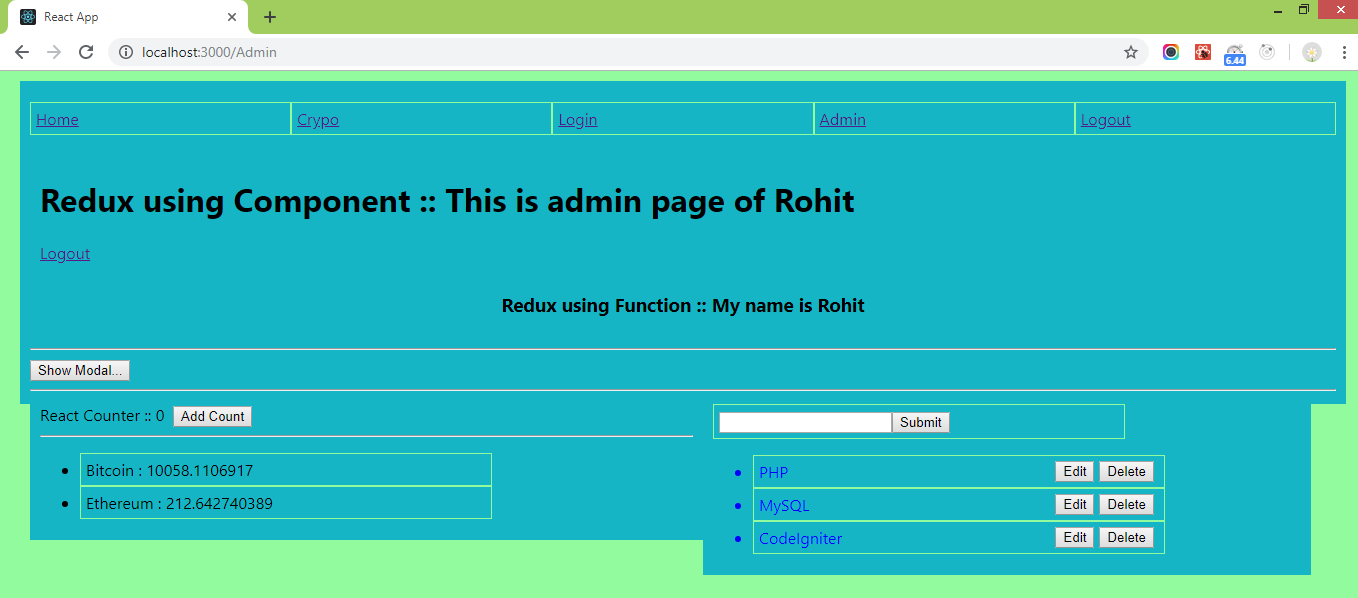 React App
localhost:3000/Admin
6.44
Home Crypo Login Admin Logout
Redux using Component :: This is admin page of Rohit
Logout
Redux using Function :: My name is Rohit
Show Modal...
React Counter :: 0 Add Count
Bitcoin : 10058.1106917
Ethereum : 212.642740389
Submit
PHP Edit Delete
MySQL Edit Delete
CodeIgniter Edit Delete